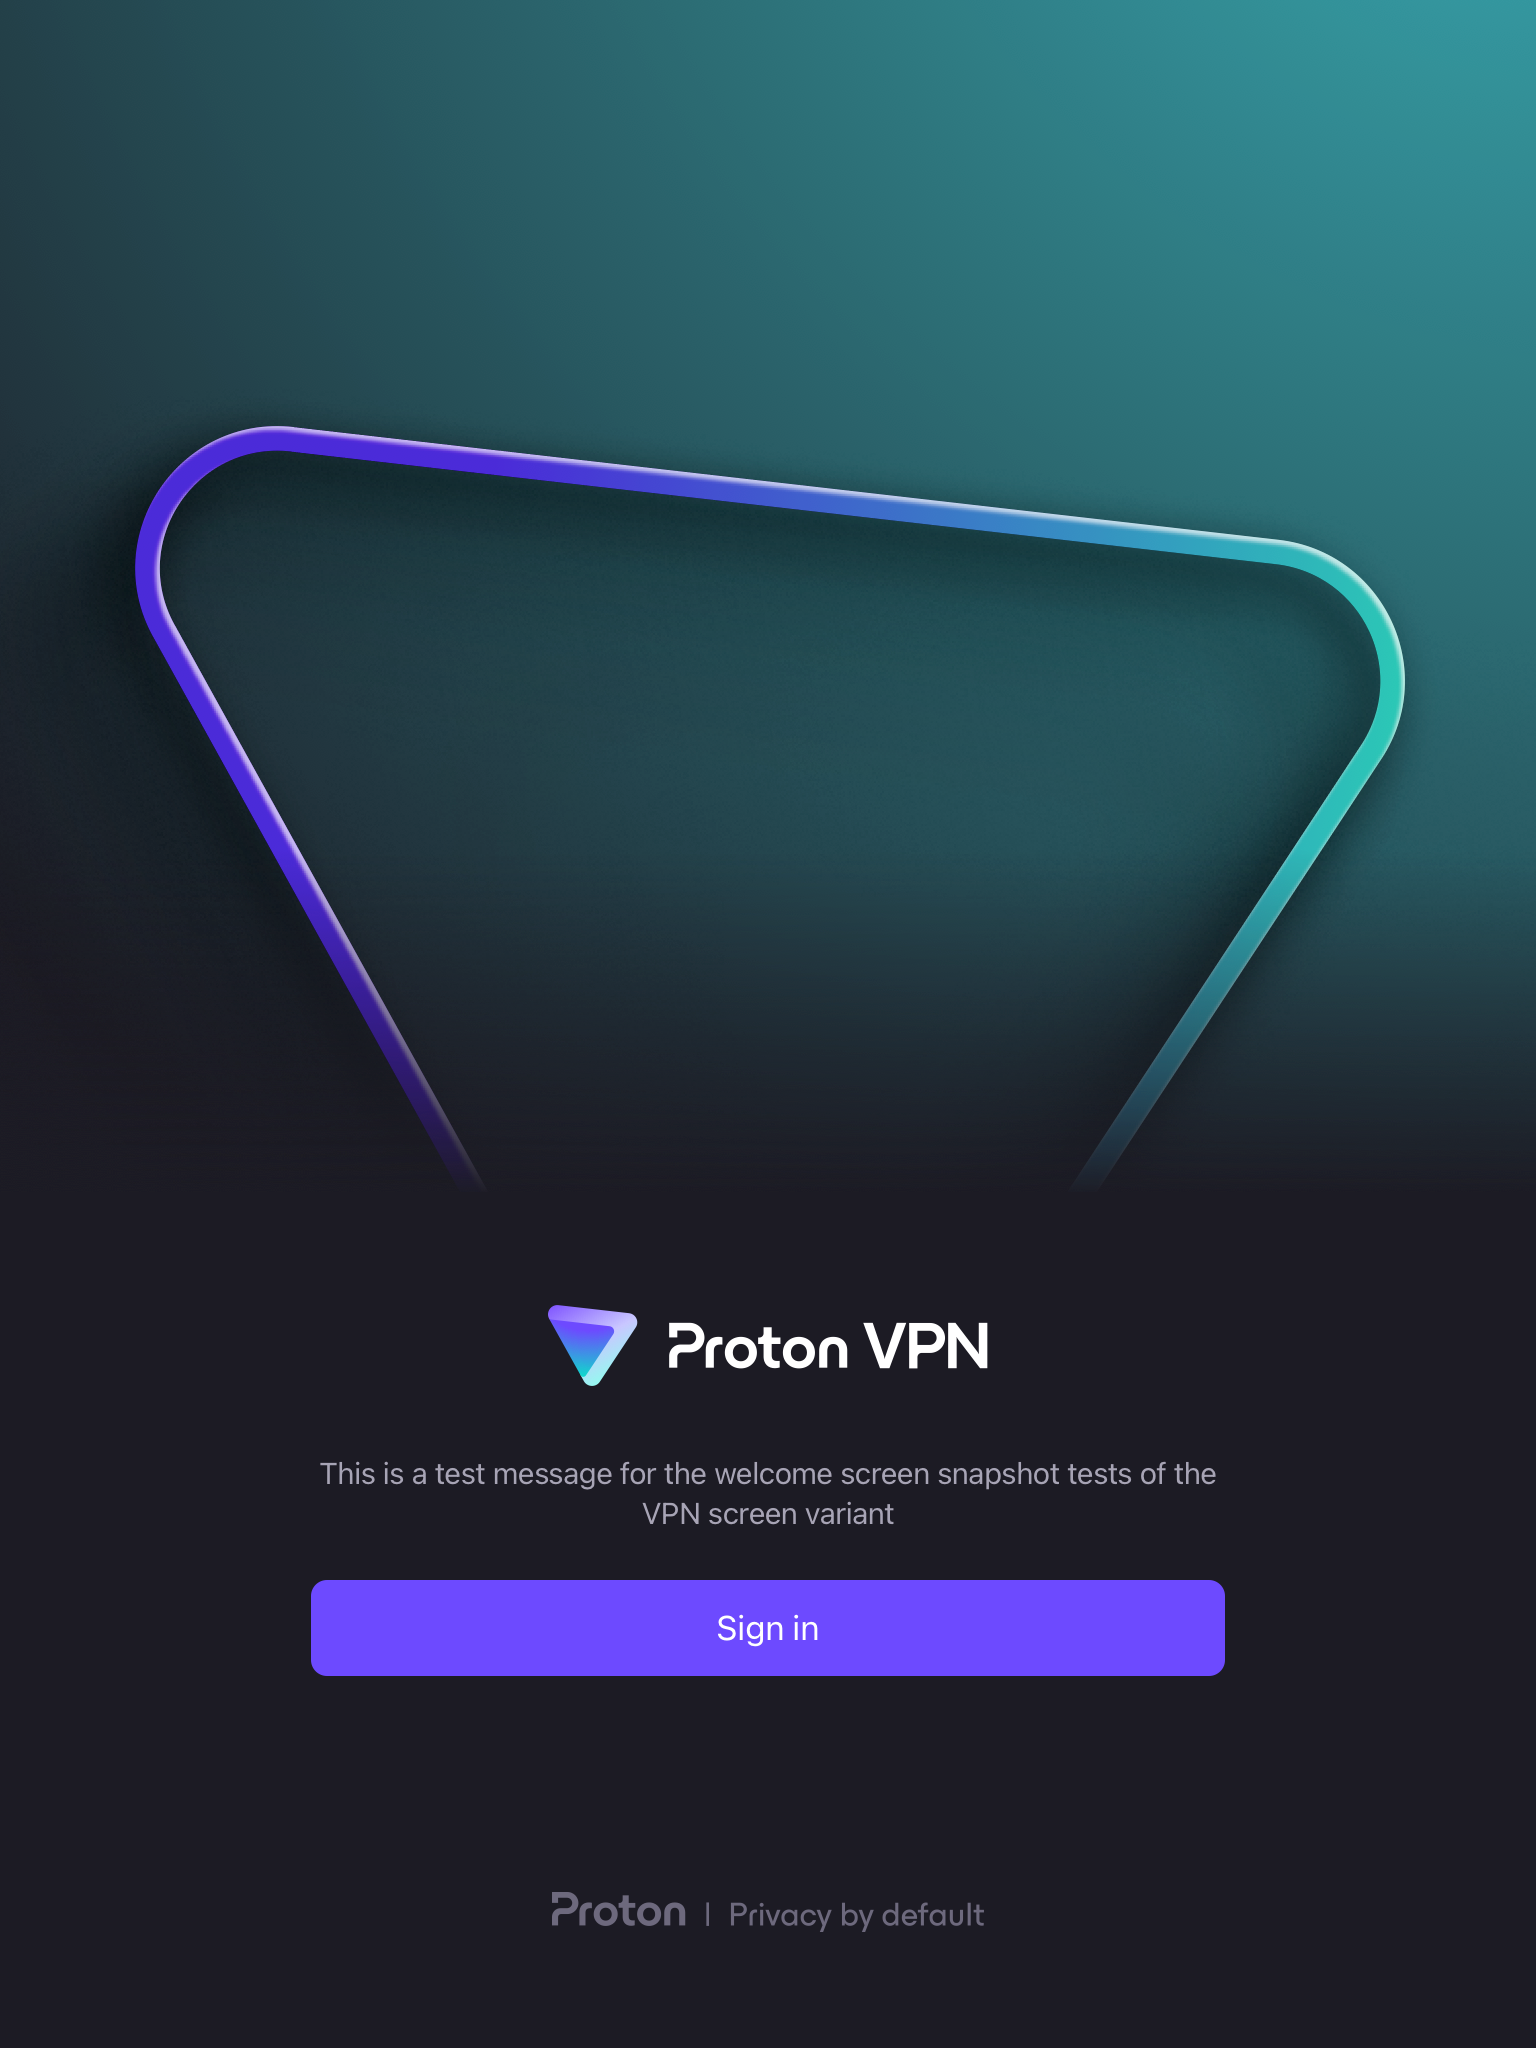 Proton VPN
This is a test message for the welcome screen snapshot tests of the
VPN screen variant
Sign in
Proton | Privacy by default